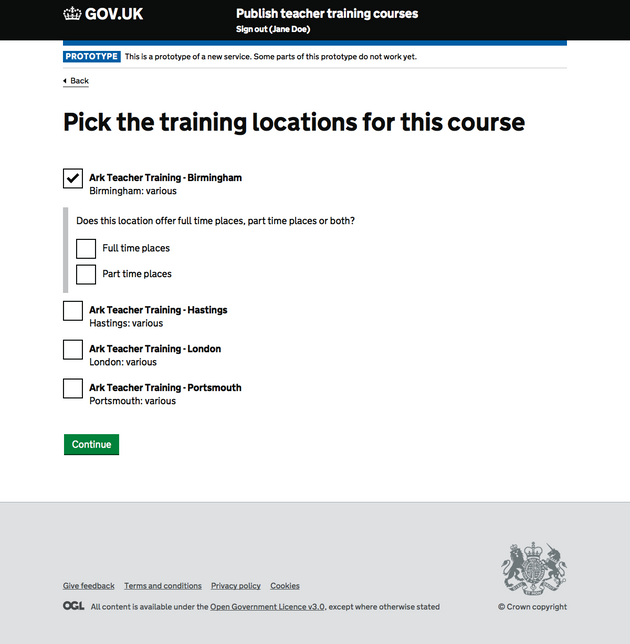 GOV.UK
Publish teacher training courses
Sign out (Jane Doe)
PROTOTYPE This is a prototype of a new service. Some parts of this prototype do not work yet.
Back
Pick the training locations for this course
Ark Teacher Training - Birmingham
Birmingham: various
Does this location offer full time places, part time places or both?
Full time places
Part time places
Ark Teacher Training - Hastings
Hastings: various
Ark Teacher Training - London
London: various
Ark Teacher Training - Portsmouth
Portsmouth: various
Continue
Give feedback Terms and conditions Privacy policy Cookies
OGL All content is available under the Open Government Licence v3.0, except where otherwise stated
© Crown copyright